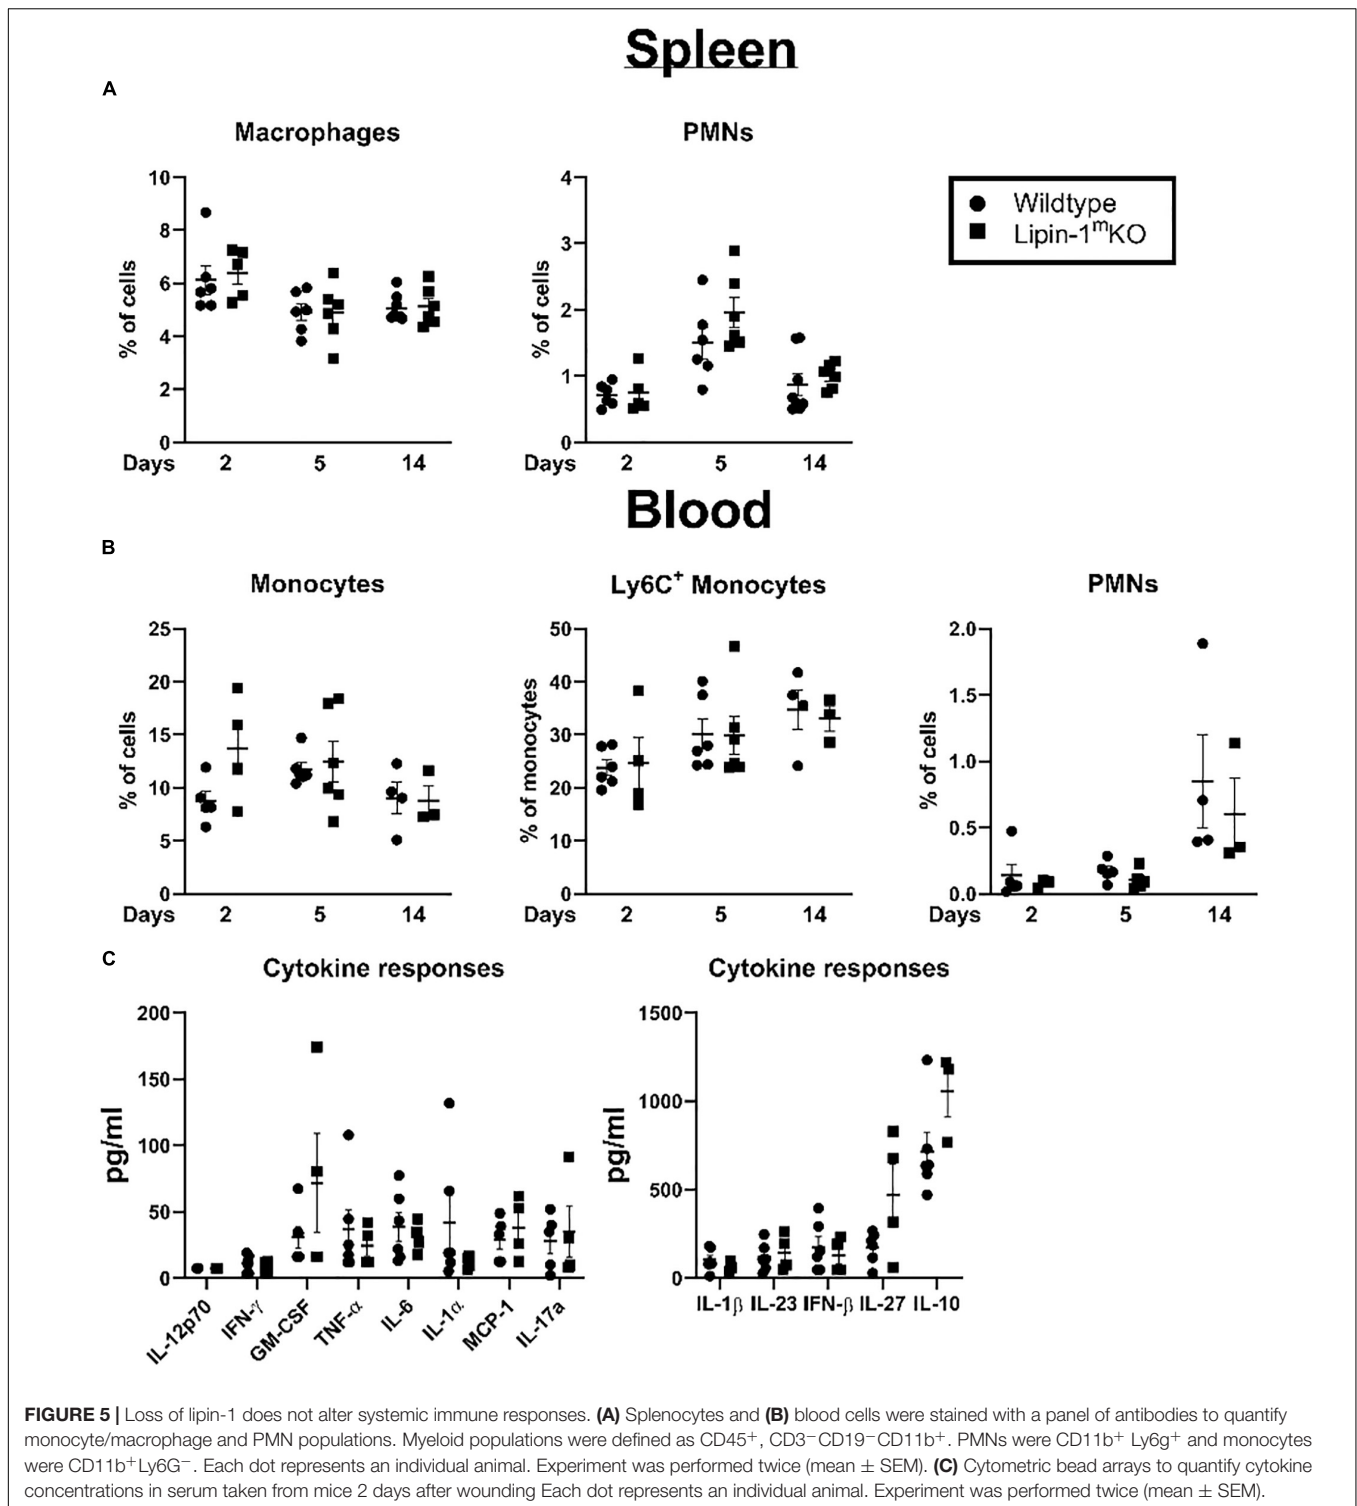 Spleen
A
Macrophages
PMNs
Wildtype
Lipin-1ᵐKO
% of cells
10
8
6
4
2
0
Days 2 5 14
% of cells
4
3
2
1
0
Days 2 5 14
Blood
B
Monocytes
Ly6C⁺ Monocytes
PMNs
% of cells
25
20
15
10
5
0
Days 2 5 14
% of monocytes
50
40
30
20
10
0
Days 2 5 14
% of cells
2.0
1.5
1.0
0.5
0.0
Days 2 5 14
C
Cytokine responses
Cytokine responses
pg/ml
200
150
100
50
0
IL-12p70 IFN-γ GM-CSF TNF-α IL-6 IL-1α MCP-1 IL-17a
pg/ml
1500
1000
500
0
IL-1β IL-23 IFN-β IL-27 IL-10
FIGURE 5 | Loss of lipin-1 does not alter systemic immune responses. (A) Splenocytes and (B) blood cells were stained with a panel of antibodies to quantify
monocyte/macrophage and PMN populations. Myeloid populations were defined as CD45⁺, CD3⁻CD19⁻CD11b⁺. PMNs were CD11b⁺ Ly6g⁺ and monocytes
were CD11b⁺Ly6G⁻. Each dot represents an individual animal. Experiment was performed twice (mean ± SEM). (C) Cytometric bead arrays to quantify cytokine
concentrations in serum taken from mice 2 days after wounding Each dot represents an individual animal. Experiment was performed twice (mean ± SEM).